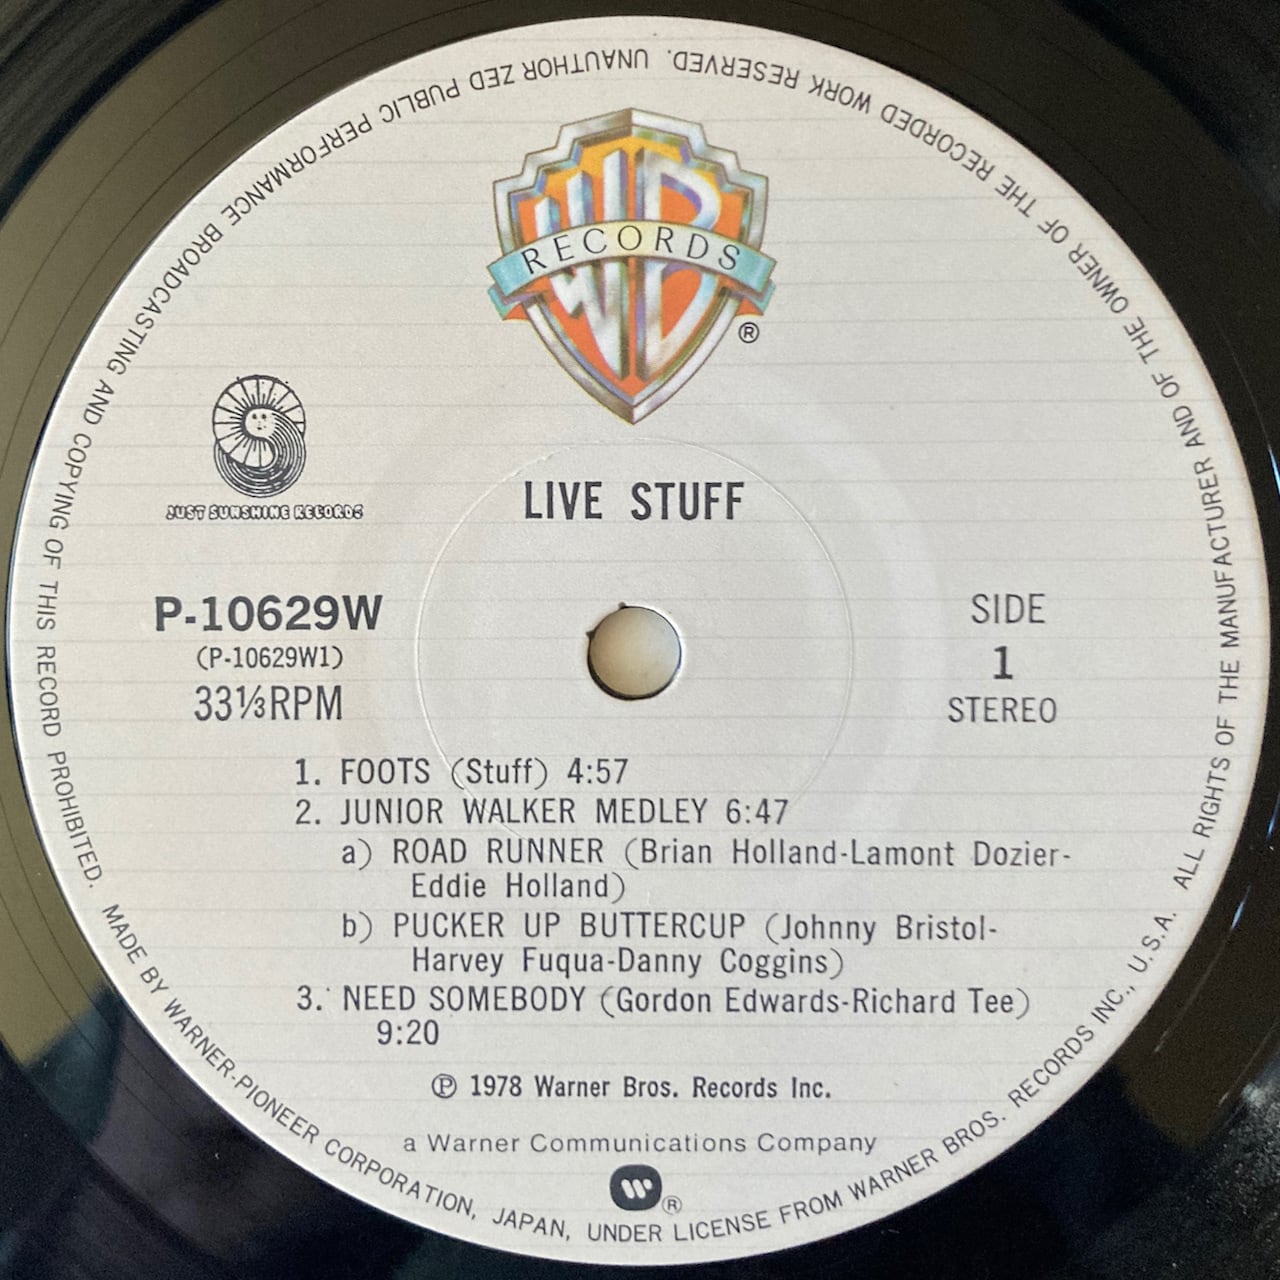 WB
RECORDS
®
JUST SUNSHINE RECORDS
LIVE STUFF
P-10629W
(P-10629W1)
33⅓RPM
SIDE
1
STEREO
1. FOOTS (Stuff) 4:57
2. JUNIOR WALKER MEDLEY 6:47
a) ROAD RUNNER (Brian Holland-Lamont Dozier-
Eddie Holland)
b) PUCKER UP BUTTERCUP (Johnny Bristol-
Harvey Fuqua-Danny Coggins)
3. NEED SOMEBODY (Gordon Edwards-Richard Tee)
9:20
℗ 1978 Warner Bros. Records Inc.
a Warner Communications Company
®
MADE BY WARNER-PIONEER CORPORATION, JAPAN, UNDER LICENSE FROM WARNER BROS. RECORDS INC., U.S.A. ALL RIGHTS OF THE MANUFACTURER AND OF THE OWNER OF THE RECORDED WORK RESERVED. UNAUTHOR ZED PUBLIC PERFORMANCE BROADCASTING AND COPYING OF THIS RECORD PROHIBITED.